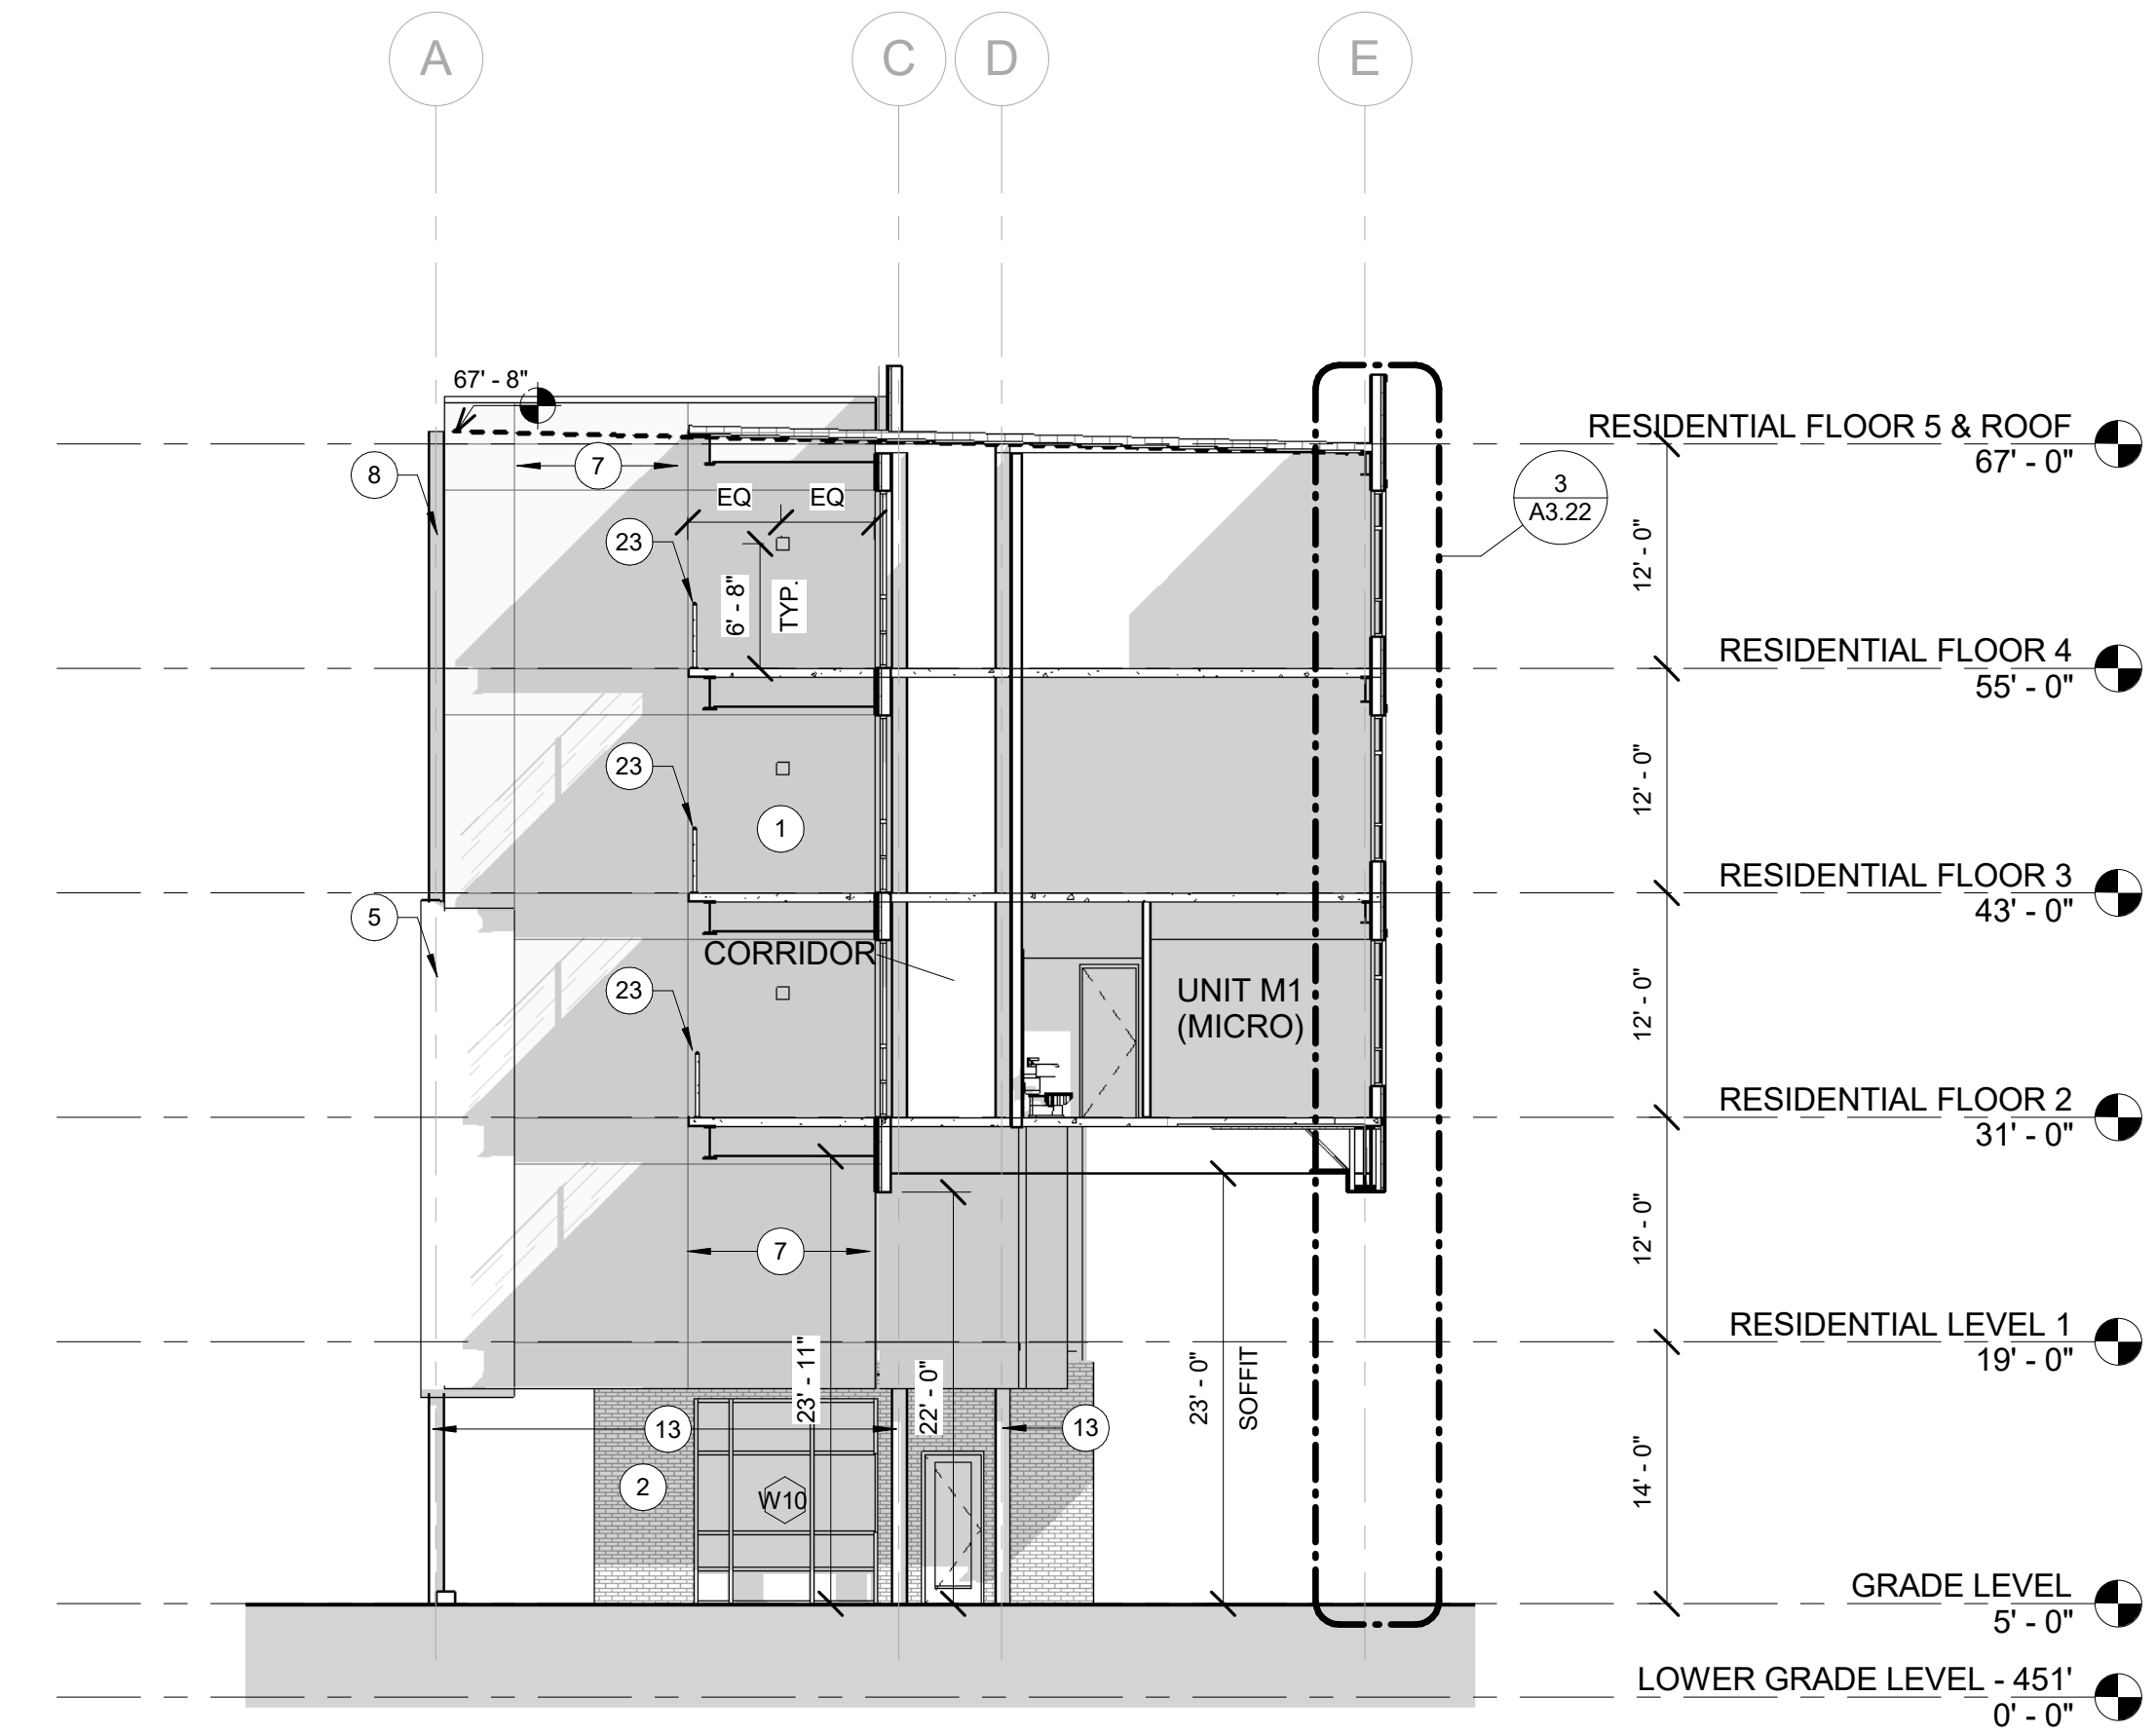 A
C
D
E
67' - 8"
RESIDENTIAL FLOOR 5 & ROOF
67' - 0"
8
7
EQ
EQ
3
A3.22
23
6' - 8"
TYP.
12' - 0"
RESIDENTIAL FLOOR 4
55' - 0"
23
1
12' - 0"
RESIDENTIAL FLOOR 3
43' - 0"
5
CORRIDOR
23
UNIT M1
(MICRO)
12' - 0"
RESIDENTIAL FLOOR 2
31' - 0"
7
12' - 0"
RESIDENTIAL LEVEL 1
19' - 0"
23' - 11"
22' - 0"
23' - 0"
SOFFIT
13
13
2
W10
14' - 0"
GRADE LEVEL
5' - 0"
LOWER GRADE LEVEL - 451'
0' - 0"